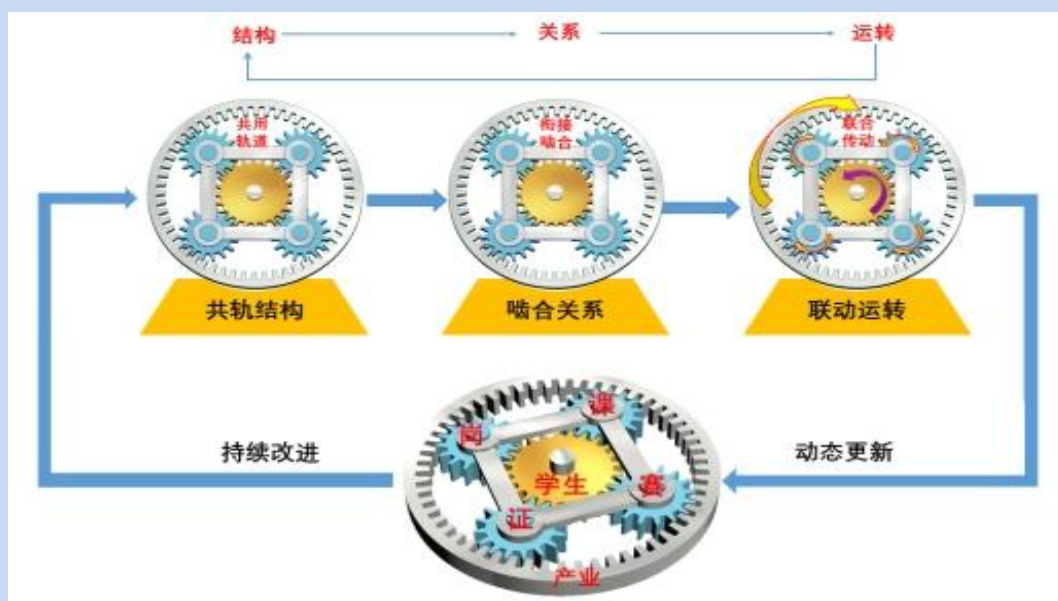 结构
关系
运转
共用
轨道
衔接
啮合
联合
传动
共轨结构
啮合关系
联动运转
持续改进
动态更新
课
岗
学生
赛
证
产业